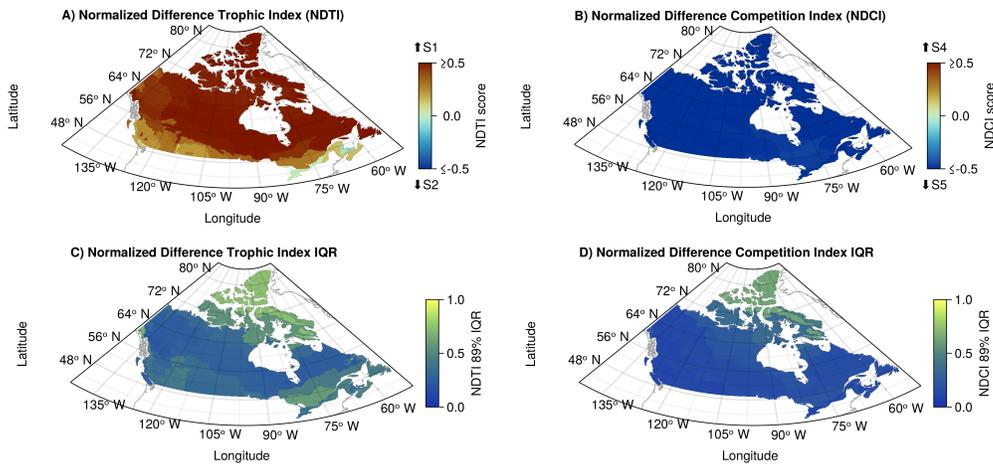 A) Normalized Difference Trophic Index (NDTI)
80° N
72° N
64° N
56° N
48° N
135° W
120° W
105° W
90° W
75° W
60° W
Latitude
Longitude
⬆S1
≥0.5
0.0
≤-0.5
⬇S2
NDTI score
B) Normalized Difference Competition Index (NDCI)
80° N
72° N
64° N
56° N
48° N
135° W
120° W
105° W
90° W
75° W
60° W
Latitude
Longitude
⬆S4
≥0.5
0.0
≤-0.5
⬇S5
NDCI score
C) Normalized Difference Trophic Index IQR
80° N
72° N
64° N
56° N
48° N
135° W
120° W
105° W
90° W
75° W
60° W
Latitude
Longitude
1.0
0.5
0.0
NDTI 89% IQR
D) Normalized Difference Competition Index IQR
80° N
72° N
64° N
56° N
48° N
135° W
120° W
105° W
90° W
75° W
60° W
Latitude
Longitude
1.0
0.5
0.0
NDCI 89% IQR